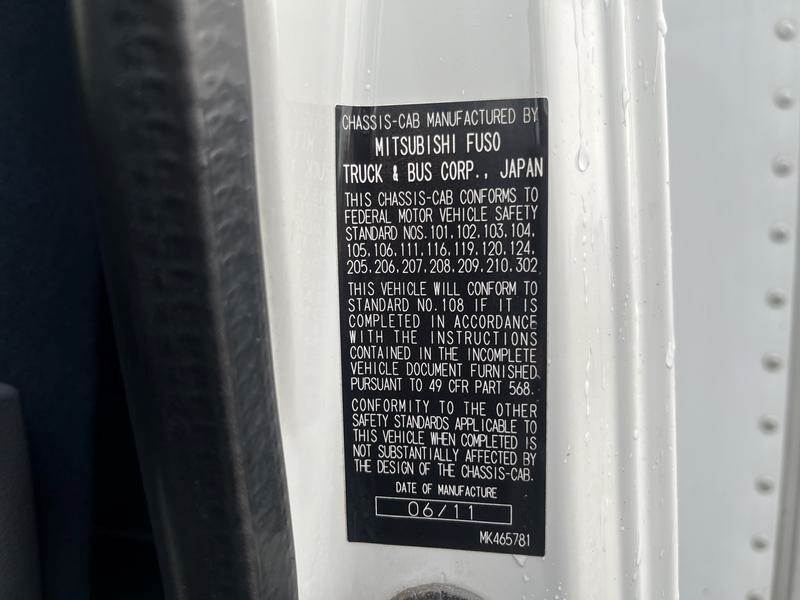 CHASSIS-CAB MANUFACTURED BY
MITSUBISHI FUSO
TRUCK & BUS CORP., JAPAN
THIS CHASSIS-CAB CONFORMS TO
FEDERAL MOTOR VEHICLE SAFETY
STANDARD NOS. 101, 102, 103, 104,
105, 106, 111, 116, 119, 120, 124,
205, 206, 207, 208, 209, 210, 302
THIS VEHICLE WILL CONFORM TO
STANDARD NO. 108 IF IT IS
COMPLETED IN ACCORDANCE
WITH THE INSTRUCTIONS
CONTAINED IN THE INCOMPLETE
VEHICLE DOCUMENT FURNISHED
PURSUANT TO 49 CFR PART 568.
CONFORMITY TO THE OTHER
SAFETY STANDARDS APPLICABLE TO
THIS VEHICLE WHEN COMPLETED IS
NOT SUBSTANTIALLY AFFECTED BY
THE DESIGN OF THE CHASSIS-CAB.
DATE OF MANUFACTURE
06/11
MK465781